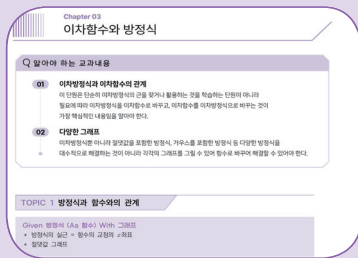 Chapter 03
이차함수와 방정식
알아야 하는 교과내용
01 이차방정식과 이차함수의 관계
이 단원은 단순히 이차방정식의 근을 찾거나 활용하는 것을 학습하는 단원이 아니라
필요에 따라 이차방정식을 이차함수로 바꾸고, 이차함수를 이차방정식으로 바꾸는 것이
가장 핵심적인 내용임을 알아야 한다.
02 다양한 그래프
이차방정식뿐 아니라 절댓값을 포함한 방정식, 가우스를 포함한 방정식 등 다양한 방정식을
대수적으로 해결하는 것이 아니라 각각의 그래프를 그릴 수 있어 함수로 바꾸어 해결할 수 있어야 한다.
TOPIC 1 방정식과 함수와의 관계
Given 방정식 (As 함수) With 그래프
• 방정식의 실근 = 함수의 교점의 x좌표
• 절댓값 그래프